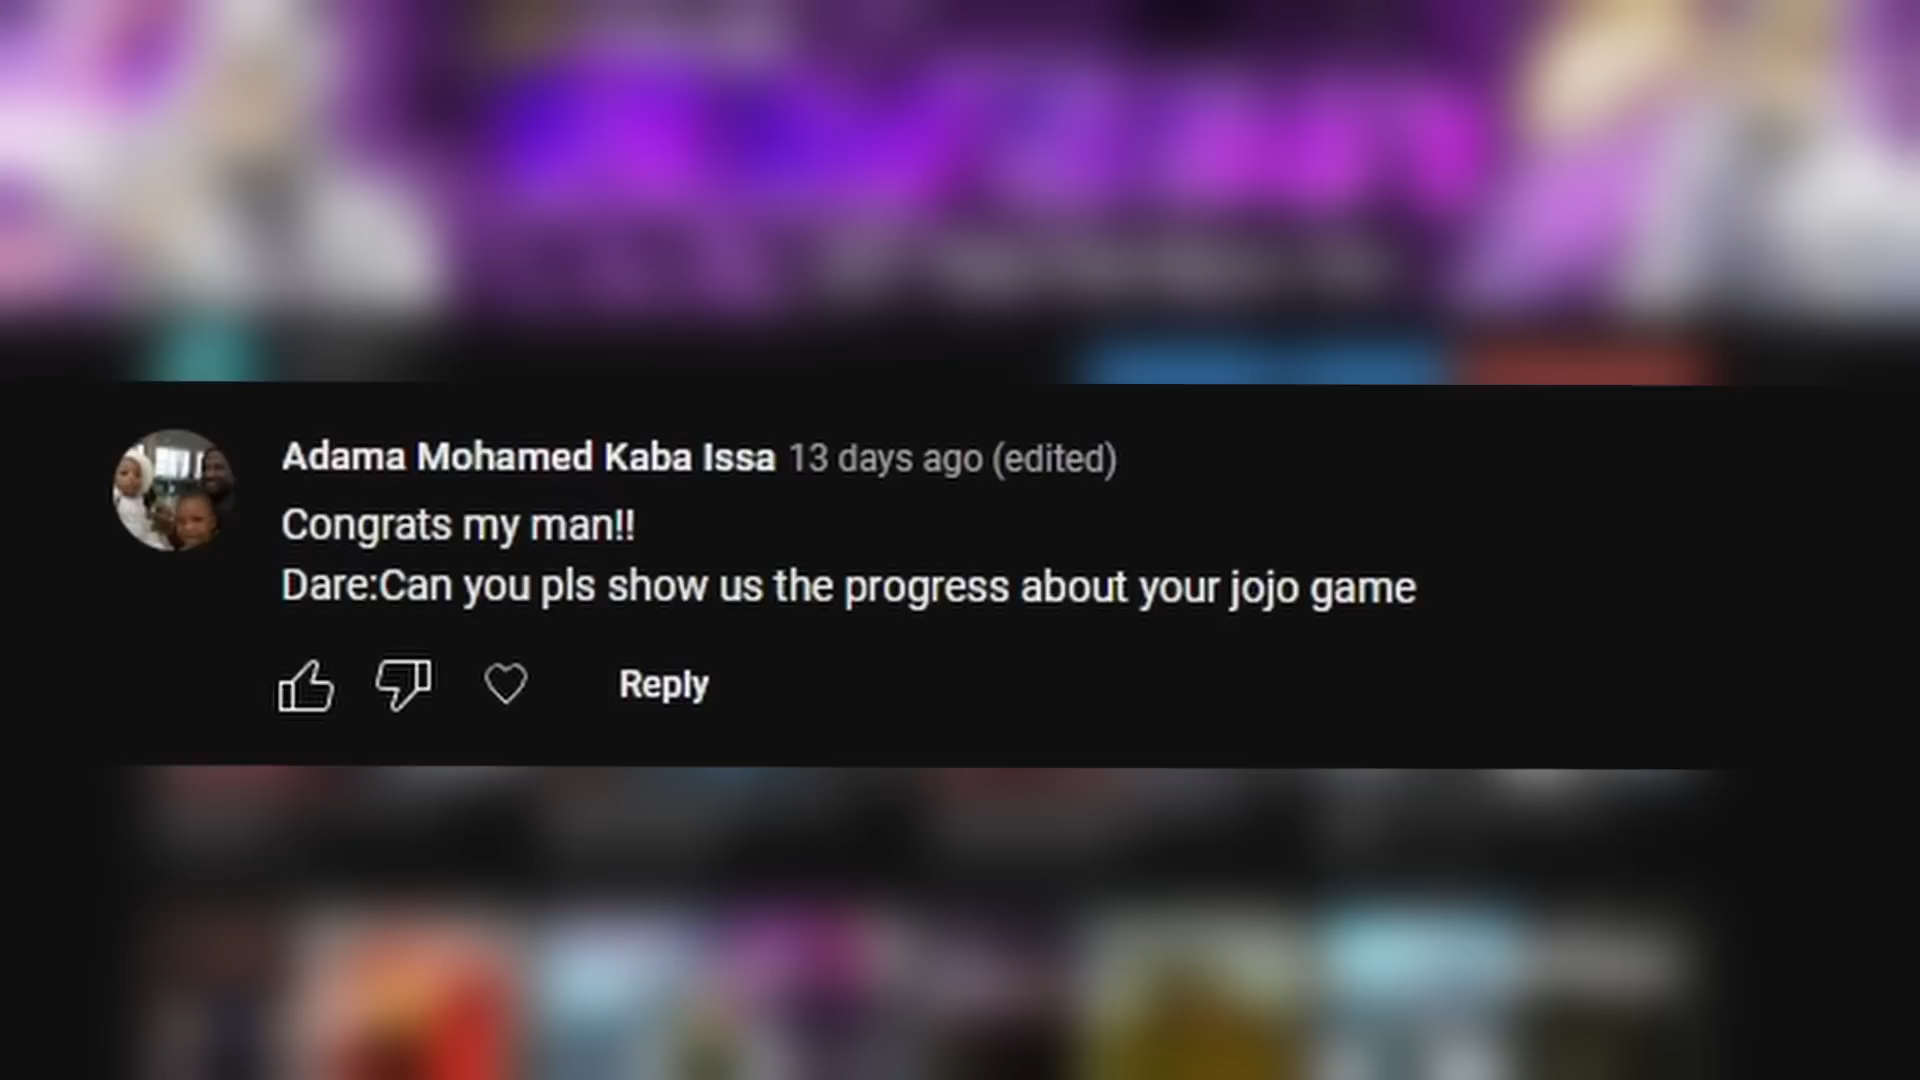 Adama Mohamed Kaba Issa 13 days ago (edited)
Congrats my man!!
Dare:Can you pls show us the progress about your jojo game
Reply